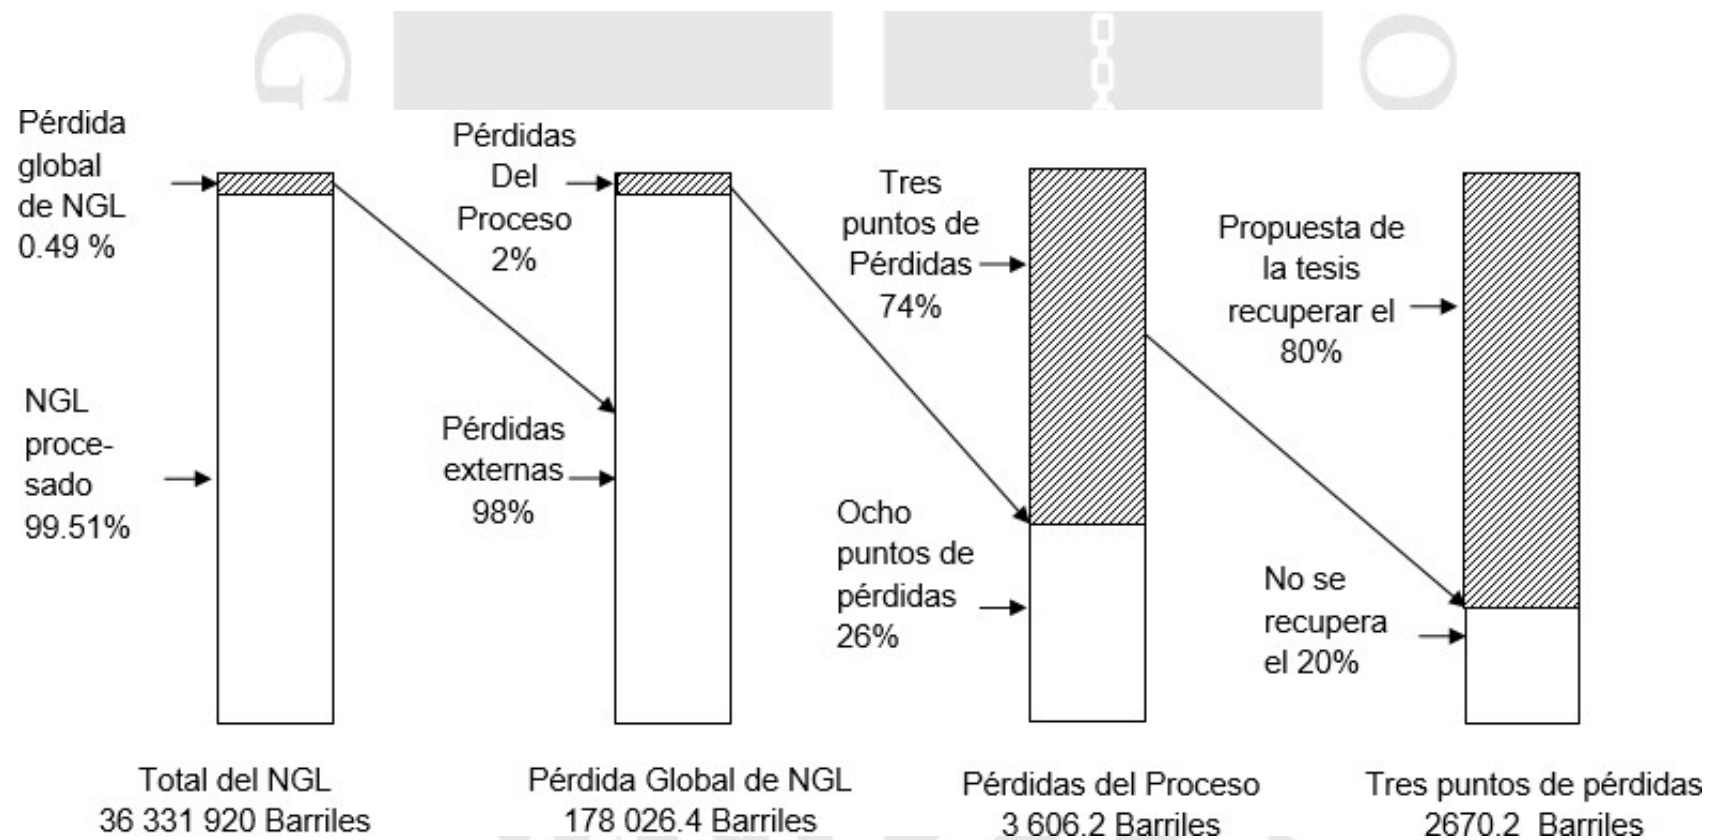 Pérdida
global
de NGL
0.49 %
NGL
proce-
sado
99.51%
Total del NGL
36 331 920 Barriles
Pérdidas
Del
Proceso
2%
Pérdidas
externas
98%
Pérdida Global de NGL
178 026.4 Barriles
Tres
puntos de
Pérdidas
74%
Ocho
puntos de
pérdidas
26%
Pérdidas del Proceso
3 606.2 Barriles
Propuesta de
la tesis
recuperar el
80%
No se
recupera
el 20%
Tres puntos de pérdidas
2670.2 Barriles